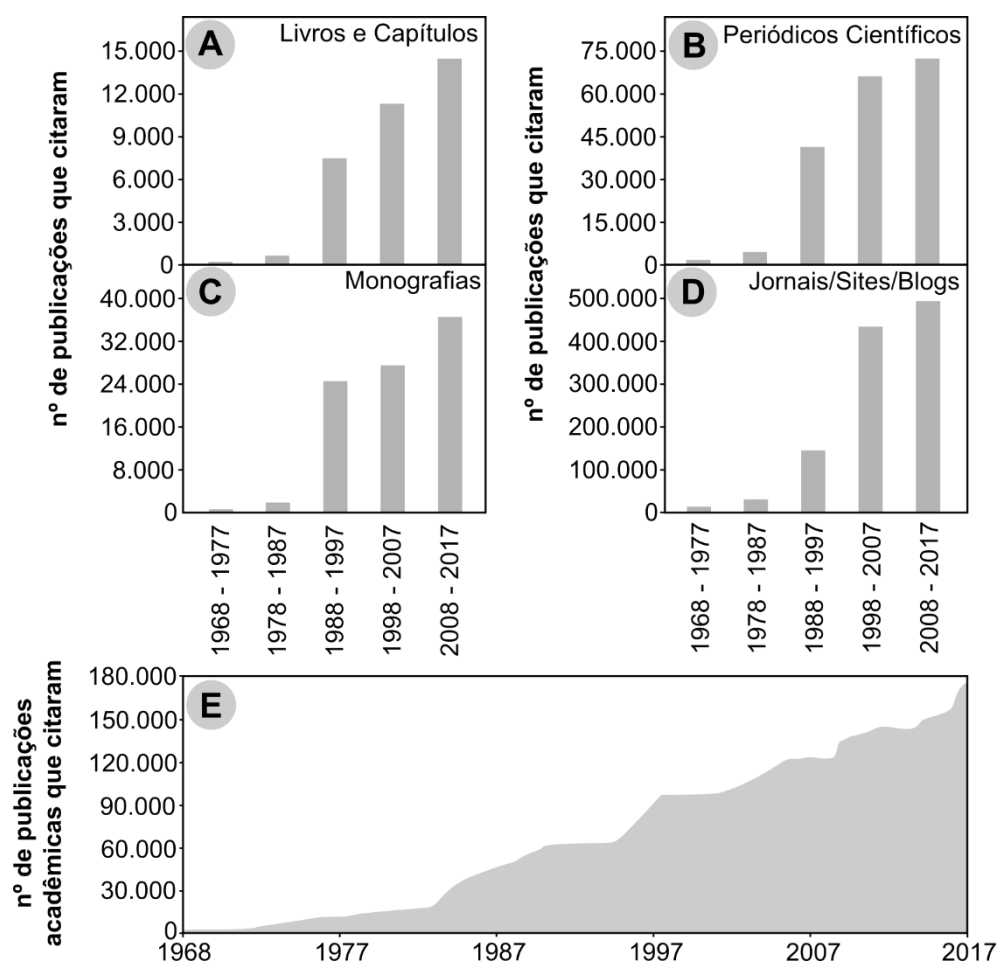 A
Livros e Capítulos
nº de publicações que citaram
15.000
12.000
9.000
6.000
3.000
0
B
Periódicos Científicos
nº de publicações que citaram
75.000
60.000
45.000
30.000
15.000
0
C
Monografias
40.000
32.000
24.000
16.000
8.000
0
1968 - 1977
1978 - 1987
1988 - 1997
1998 - 2007
2008 - 2017
D
Jornais/Sites/Blogs
500.000
400.000
300.000
200.000
100.000
0
1968 - 1977
1978 - 1987
1988 - 1997
1998 - 2007
2008 - 2017
E
nº de publicações
acadêmicas que citaram
180.000
150.000
120.000
90.000
60.000
30.000
0
1968
1977
1987
1997
2007
2017